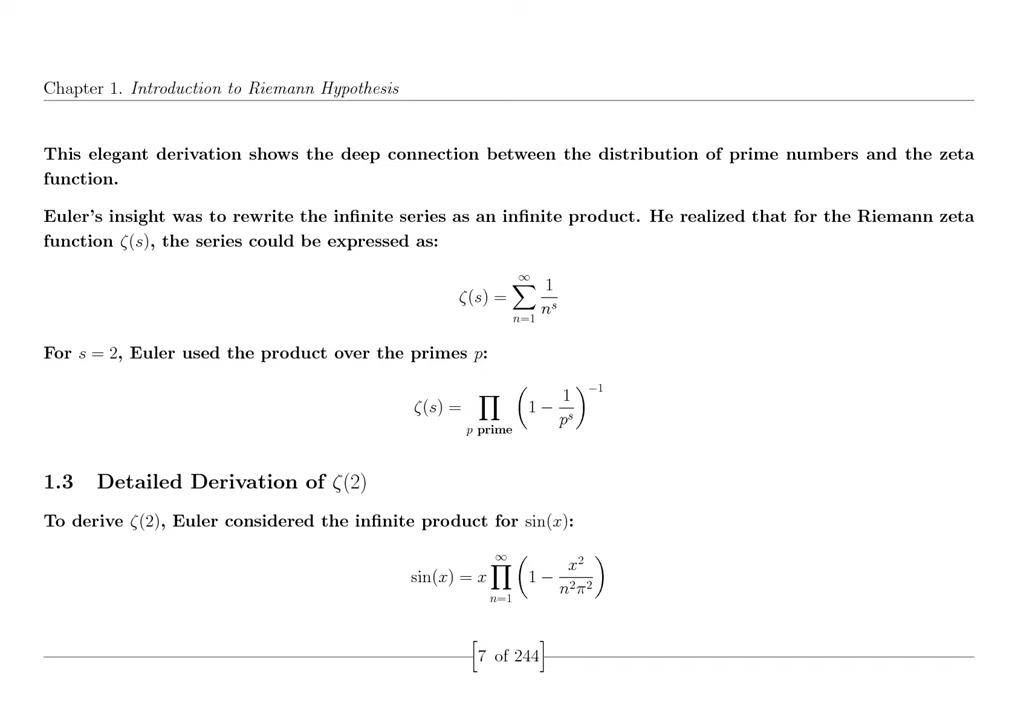 Chapter 1. Introduction to Riemann Hypothesis
This elegant derivation shows the deep connection between the distribution of prime numbers and the zeta
function.
Euler's insight was to rewrite the infinite series as an infinite product. He realized that for the Riemann zeta
function ζ(s), the series could be expressed as:
ζ(s) = ∑_{n=1}^{∞} 1/n^s
For s = 2, Euler used the product over the primes p:
ζ(s) = ∏_{p prime} (1 − 1/p^s)^{−1}
1.3 Detailed Derivation of ζ(2)
To derive ζ(2), Euler considered the infinite product for sin(x):
sin(x) = x ∏_{n=1}^{∞} (1 − x²/n²π²)
[7 of 244]